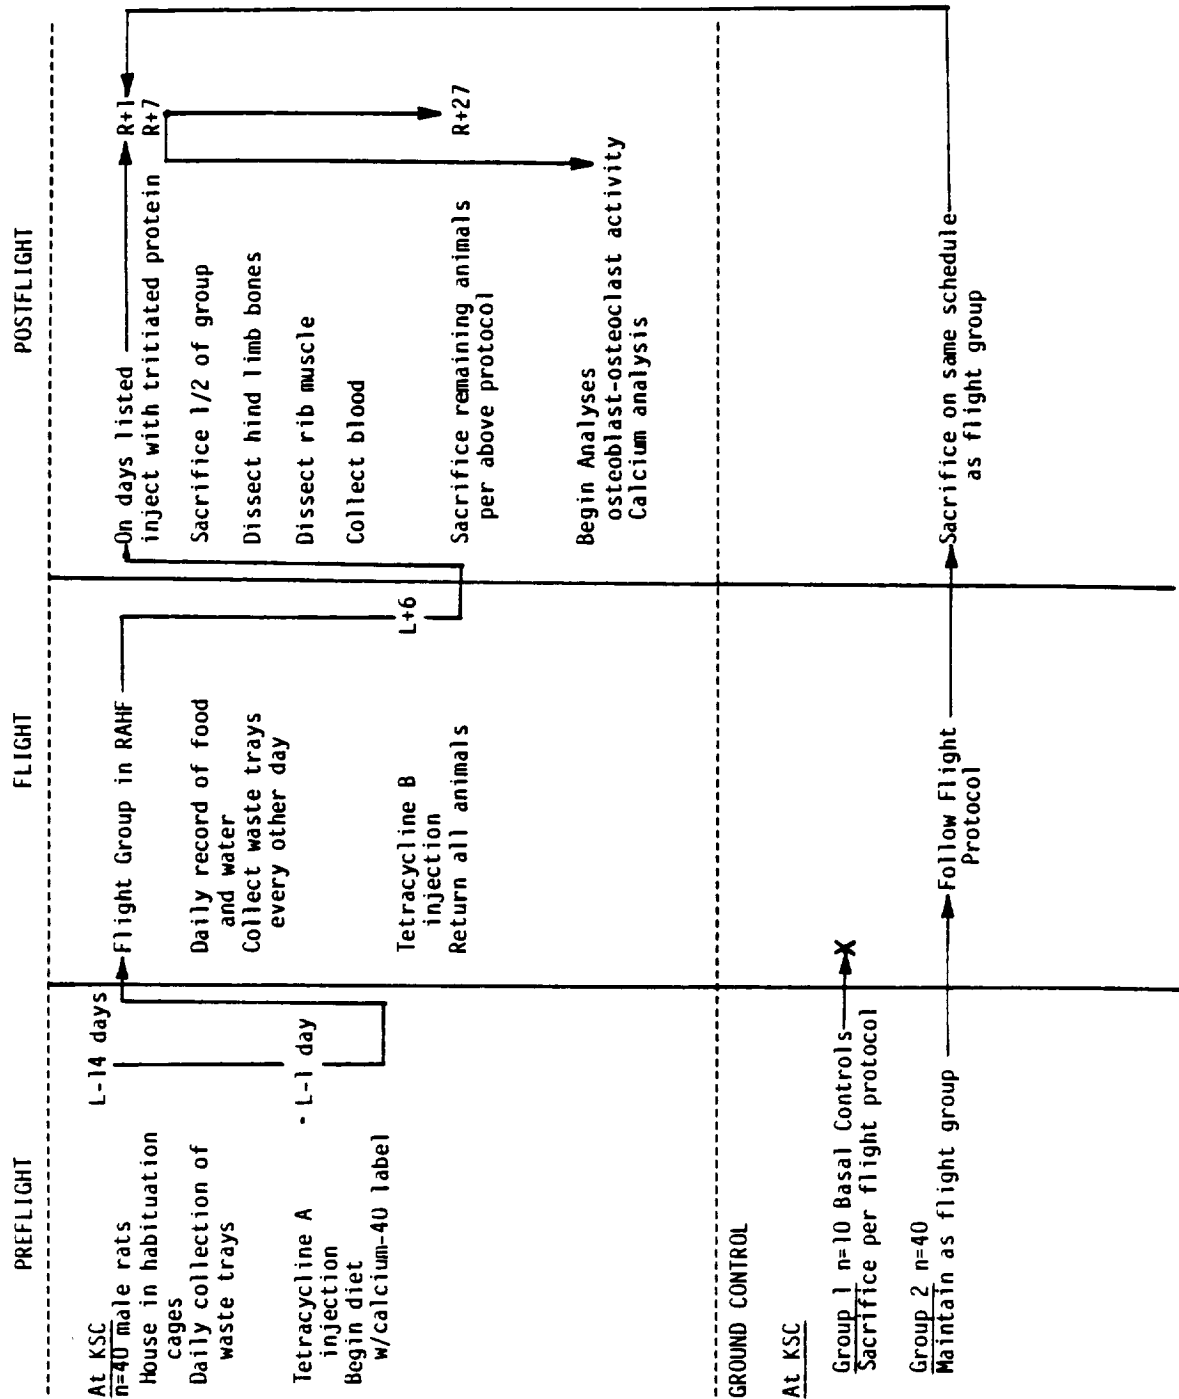 PREFLIGHT
FLIGHT
POSTFLIGHT
At KSC
n=40 male rats
House in habituation
cages
Daily collection of
waste trays
L-14 days
Tetracycline A
injection
Begin diet
w/calcium-40 label
- L-1 day
Flight Group in RAHF
Daily record of food
and water
Collect waste trays
every other day
Tetracycline B
injection
Return all animals
L+6
On days listed
inject with tritiated protein
R+1
R+7
Sacrifice 1/2 of group
Dissect hind limb bones
Dissect rib muscle
Collect blood
Sacrifice remaining animals
per above protocol
R+27
Begin Analyses
osteoblast-osteoclast activity
Calcium analysis
GROUND CONTROL
At KSC
Group 1 n=10 Basal Controls
Sacrifice per flight protocol
X
Group 2 n=40
Maintain as flight group
Follow Flight
Protocol
Sacrifice on same schedule
as flight group